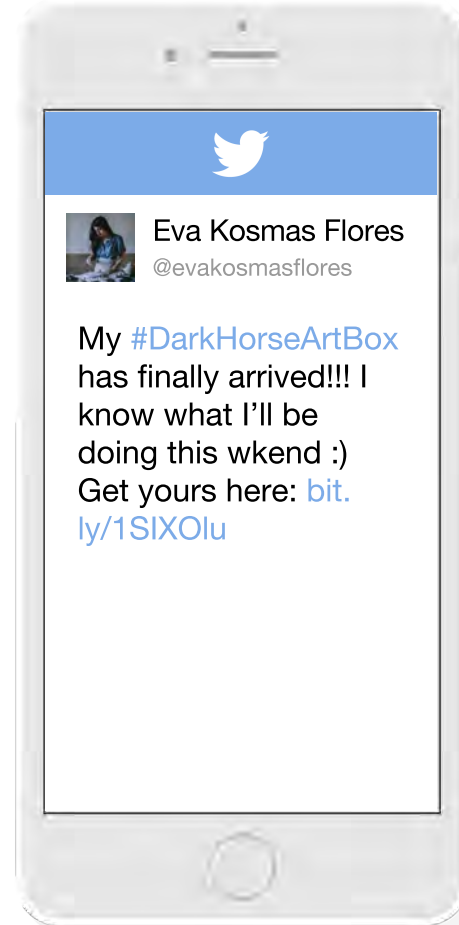 Eva Kosmas Flores
@evakosmasflores
My #DarkHorseArtBox
has finally arrived!!! I
know what I’ll be
doing this wkend :)
Get yours here: bit.
ly/1SIXOlu